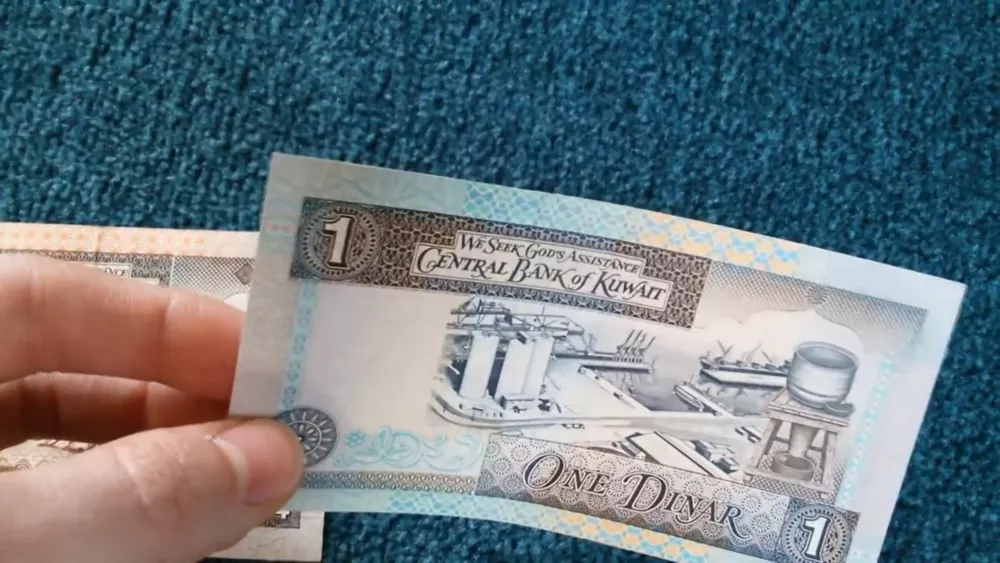 1
WE SEEK GOD'S ASSISTANCE
CENTRAL BANK of KUWAIT
ONE DINAR
1